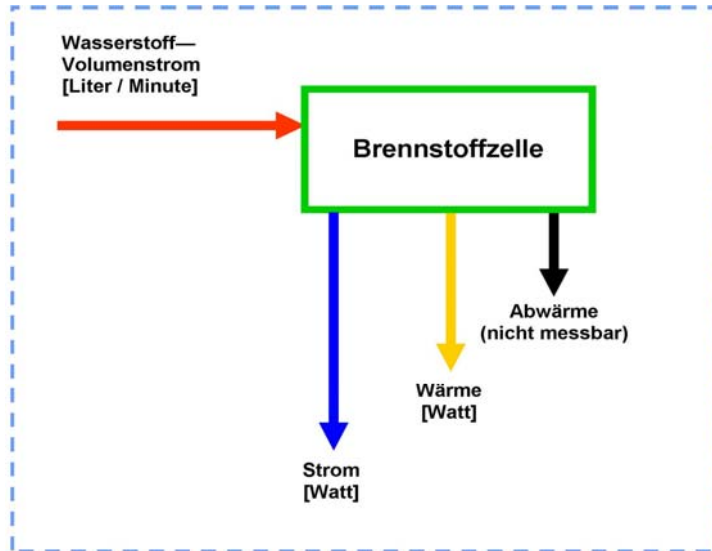 Wasserstoff—
Volumenstrom
[Liter / Minute]
Brennstoffzelle
Abwärme
(nicht messbar)
Wärme
[Watt]
Strom
[Watt]